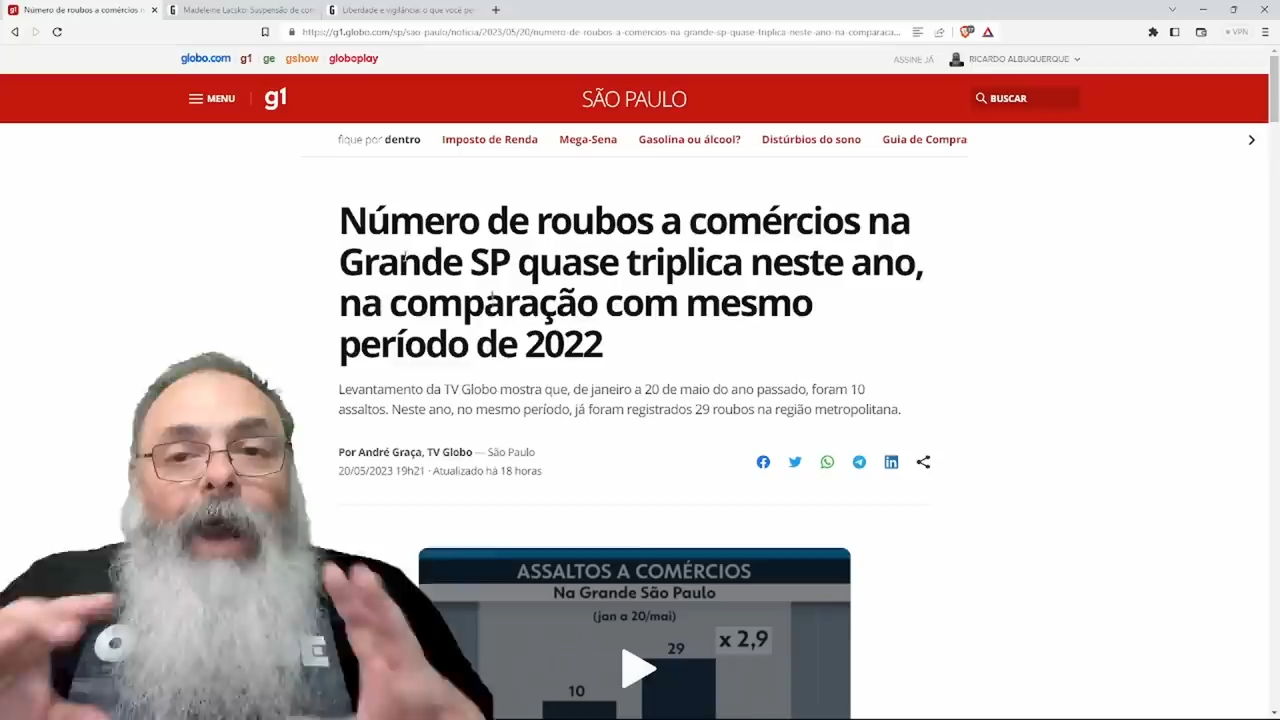 Número de roubos a comércios n
Madeleine Lacsko: Suspensão de con
Liberdade e vigilância: o que você pe
https://g1.globo.com/sp/sao-paulo/noticia/2023/05/20/numero-de-roubos-a-comercios-na-grande-sp-quase-triplica-neste-ano-na-comparaca...
VPN
globo.com g1 ge gshow globoplay
ASSINE JÁ
RICARDO ALBUQUERQUE
MENU
g1
SÃO PAULO
BUSCAR
fique por dentro
Imposto de Renda
Mega-Sena
Gasolina ou álcool?
Distúrbios do sono
Guia de Compra
Número de roubos a comércios na
Grande SP quase triplica neste ano,
na comparação com mesmo
período de 2022
Levantamento da TV Globo mostra que, de janeiro a 20 de maio do ano passado, foram 10
assaltos. Neste ano, no mesmo período, já foram registrados 29 roubos na região metropolitana.
Por André Graça, TV Globo — São Paulo
20/05/2023 19h21 · Atualizado há 18 horas
ASSALTOS A COMÉRCIOS
Na Grande São Paulo
(jan a 20/mai)
x 2,9
29
10